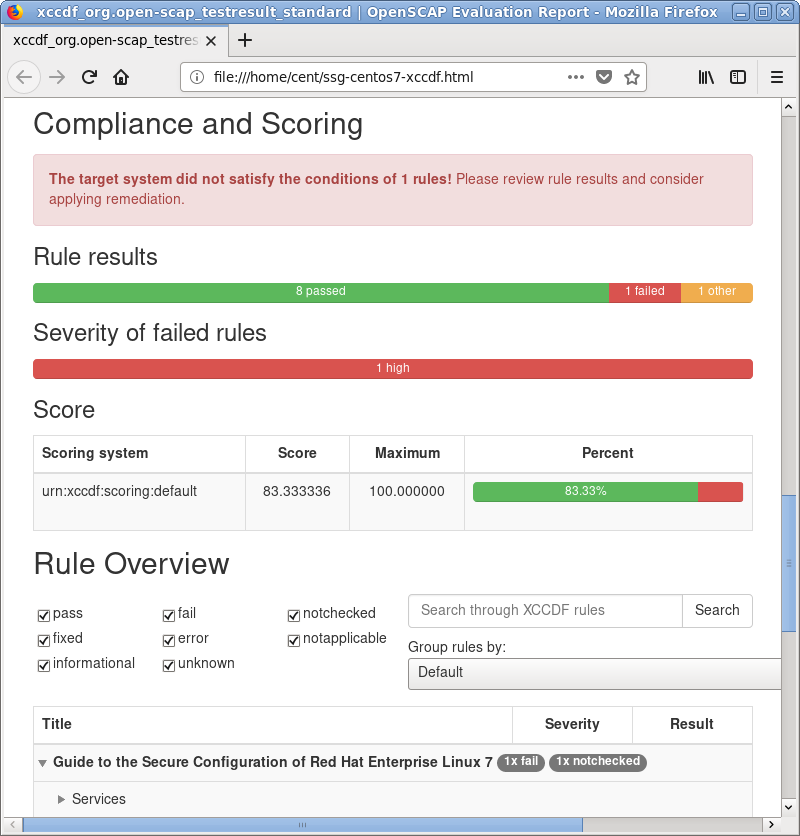 xccdf_org.open-scap_testresult_standard | OpenSCAP Evaluation Report - Mozilla Firefox
xccdf_org.open-scap_testres
file:///home/cent/ssg-centos7-xccdf.html
Compliance and Scoring
The target system did not satisfy the conditions of 1 rules! Please review rule results and consider
applying remediation.
Rule results
8 passed 1 failed 1 other
Severity of failed rules
1 high
Score
Scoring system Score Maximum Percent
urn:xccdf:scoring:default 83.333336 100.000000 83.33%
Rule Overview
pass fail notchecked
fixed error notapplicable
informational unknown
Search through XCCDF rules Search
Group rules by:
Default
Title Severity Result
Guide to the Secure Configuration of Red Hat Enterprise Linux 7 1x fail 1x notchecked
Services